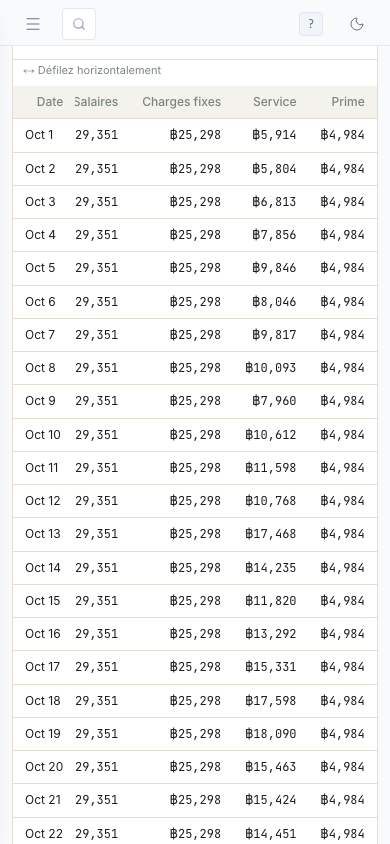 ?
↔ Défilez horizontalement
Date Salaires Charges fixes Service Prime
Oct 1 29,351 ฿25,298 ฿5,914 ฿4,984
Oct 2 29,351 ฿25,298 ฿5,804 ฿4,984
Oct 3 29,351 ฿25,298 ฿6,813 ฿4,984
Oct 4 29,351 ฿25,298 ฿7,856 ฿4,984
Oct 5 29,351 ฿25,298 ฿9,846 ฿4,984
Oct 6 29,351 ฿25,298 ฿8,046 ฿4,984
Oct 7 29,351 ฿25,298 ฿9,817 ฿4,984
Oct 8 29,351 ฿25,298 ฿10,093 ฿4,984
Oct 9 29,351 ฿25,298 ฿7,960 ฿4,984
Oct 10 29,351 ฿25,298 ฿10,612 ฿4,984
Oct 11 29,351 ฿25,298 ฿11,598 ฿4,984
Oct 12 29,351 ฿25,298 ฿10,768 ฿4,984
Oct 13 29,351 ฿25,298 ฿17,468 ฿4,984
Oct 14 29,351 ฿25,298 ฿14,235 ฿4,984
Oct 15 29,351 ฿25,298 ฿11,820 ฿4,984
Oct 16 29,351 ฿25,298 ฿13,292 ฿4,984
Oct 17 29,351 ฿25,298 ฿15,331 ฿4,984
Oct 18 29,351 ฿25,298 ฿17,598 ฿4,984
Oct 19 29,351 ฿25,298 ฿18,090 ฿4,984
Oct 20 29,351 ฿25,298 ฿15,463 ฿4,984
Oct 21 29,351 ฿25,298 ฿15,424 ฿4,984
Oct 22 29,351 ฿25,298 ฿14,451 ฿4,984